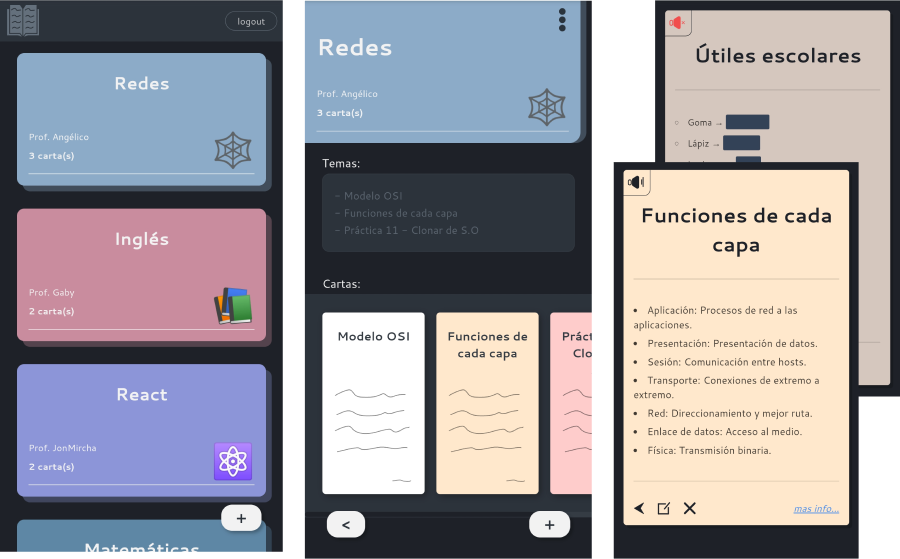 logout
Redes
Prof. Angélico
3 carta(s)
Inglés
Prof. Gaby
2 carta(s)
React
Prof. JonMircha
2 carta(s)
+
Matemáticas
Redes
Prof. Angélico
3 carta(s)
Temas:
- Modelo OSI
- Funciones de cada capa
- Práctica 11 - Clonar de S.O
Cartas:
Modelo OSI
Funciones de
cada capa
Clo
<
+
Útiles escolares
Goma →
Lápiz →
Funciones de cada
capa
• Aplicación: Procesos de red a las
aplicaciones.
• Presentación: Presentación de datos.
• Sesión: Comunicación entre hosts.
• Transporte: Conexiones de extremo a
extremo.
• Red: Direccionamiento y mejor ruta.
• Enlace de datos: Acceso al medio.
• Física: Transmisión binaria.
mas info...